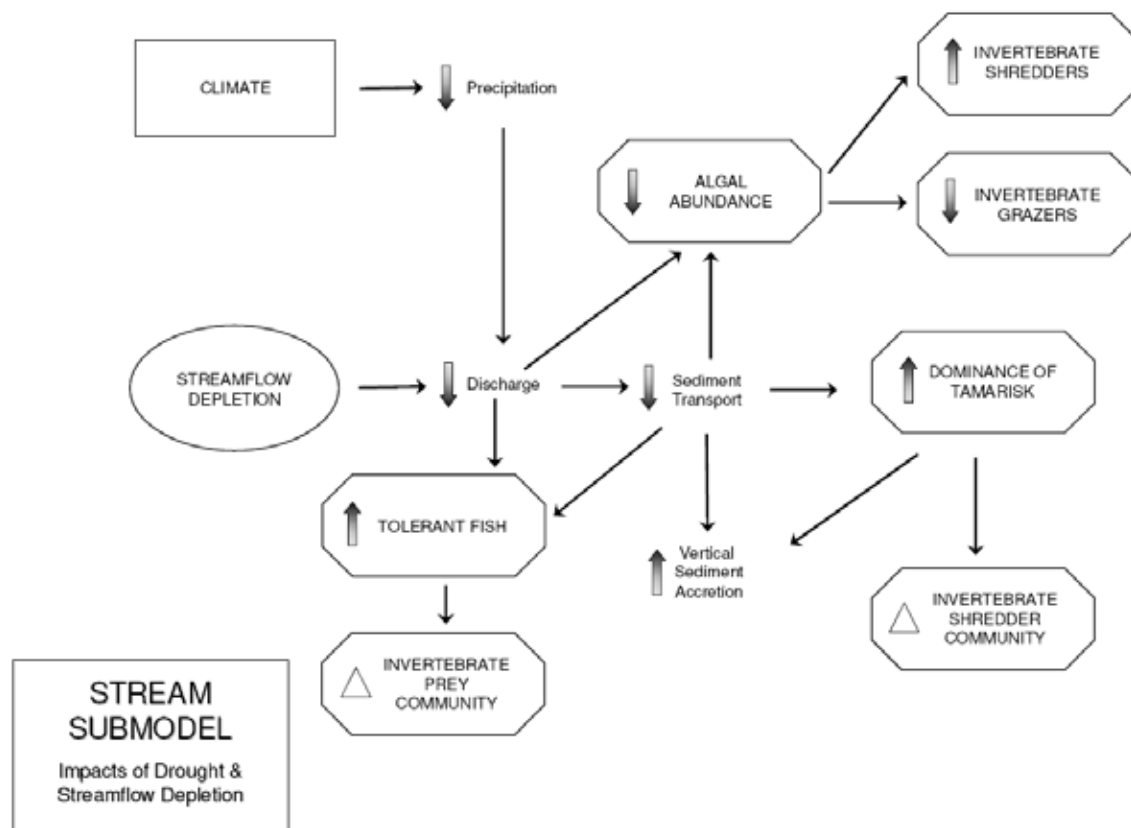 CLIMATE
Precipitation
INVERTEBRATE
SHREDDERS
ALGAL
ABUNDANCE
INVERTEBRATE
GRAZERS
STREAMFLOW
DEPLETION
Discharge
Sediment
Transport
DOMINANCE OF
TAMARISK
TOLERANT FISH
Vertical
Sediment
Accretion
INVERTEBRATE
SHREDDER
COMMUNITY
INVERTEBRATE
PREY
COMMUNITY
STREAM
SUBMODEL
Impacts of Drought &
Streamflow Depletion